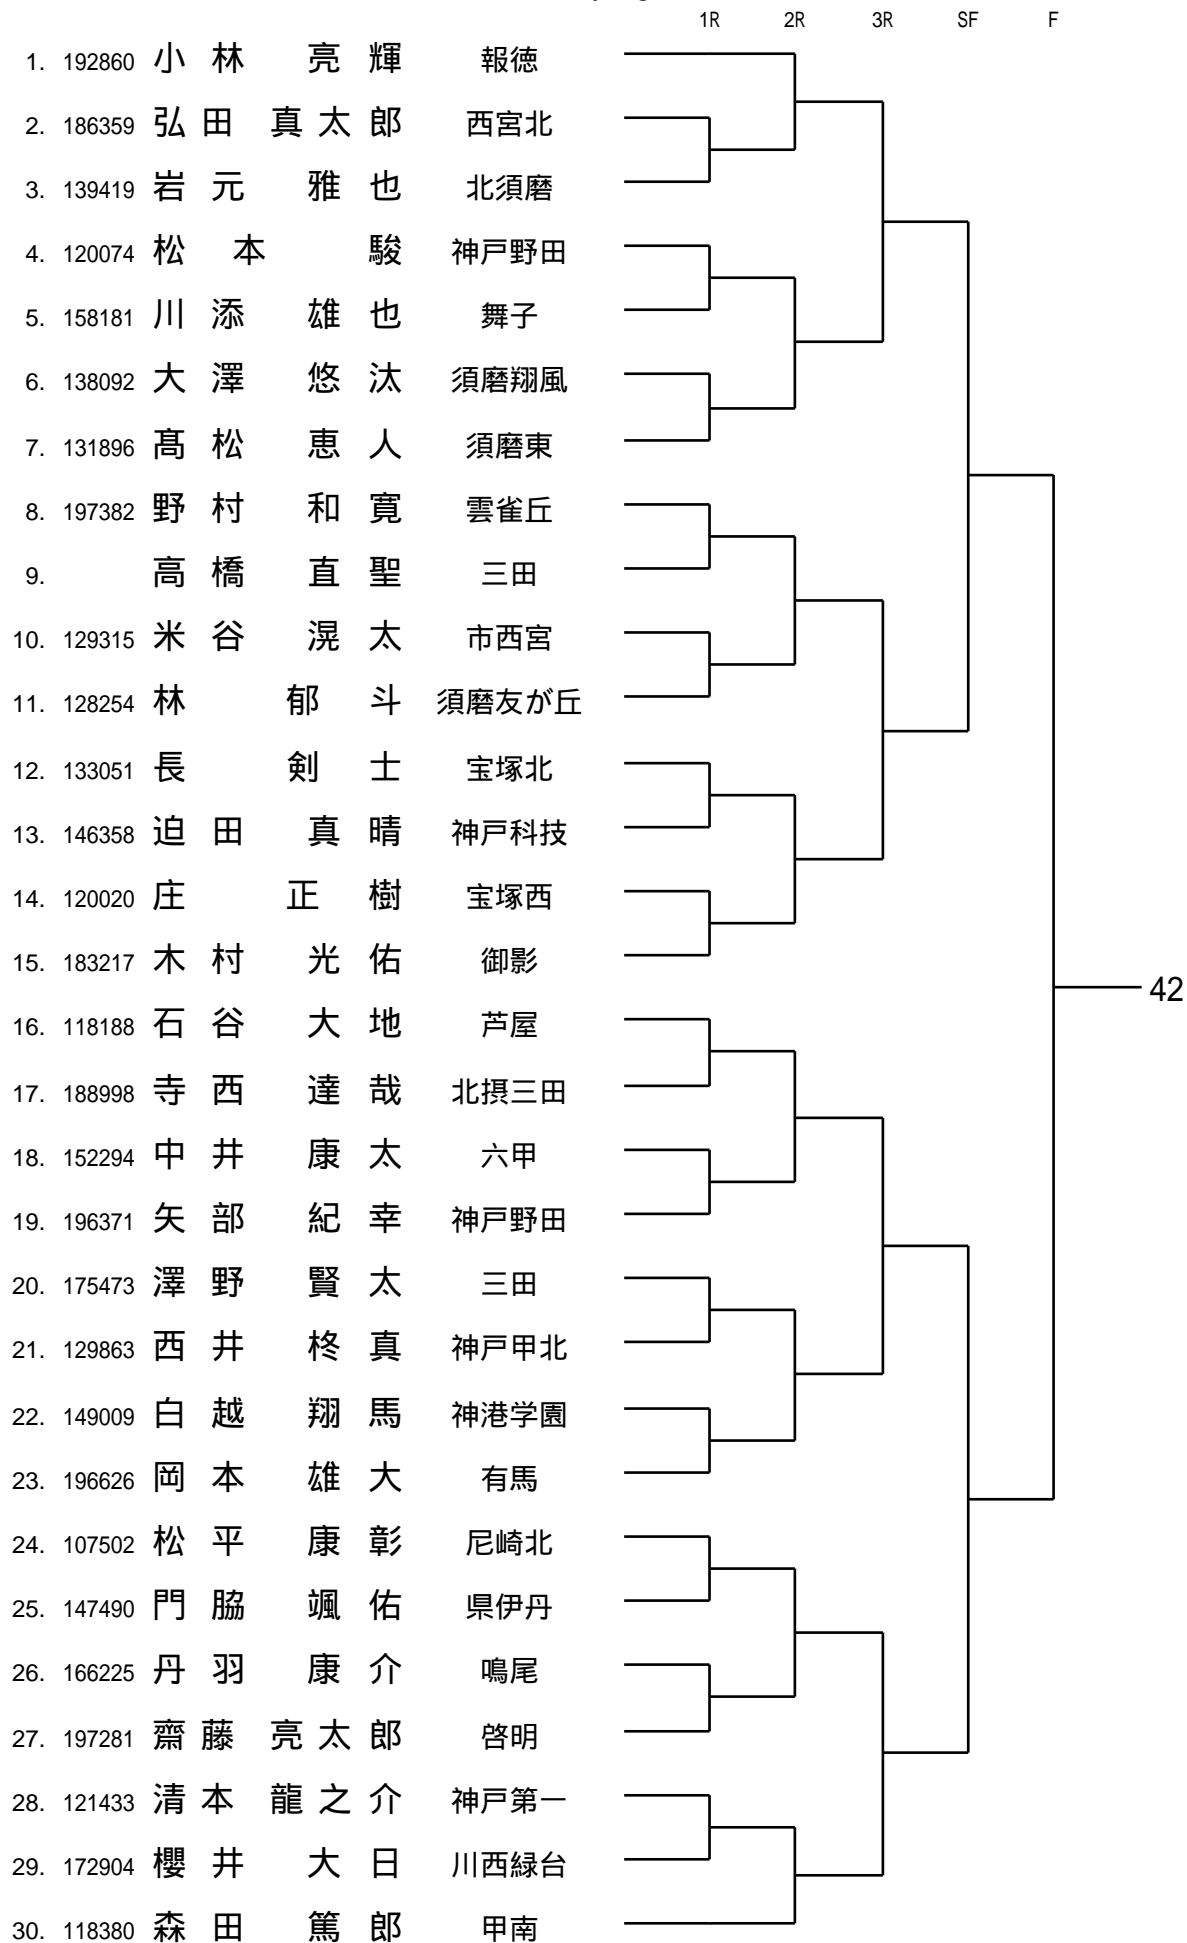 1R 2R 3R SF F
1. 192860 小林 亮輝 報徳
2. 186359 弘田 真太郎 西宮北
3. 139419 岩元 雅也 北須磨
4. 120074 松本 駿 神戸野田
5. 158181 川添 雄也 舞子
6. 138092 大澤 悠汰 須磨翔風
7. 131896 髙松 恵人 須磨東
8. 197382 野村 和寛 雲雀丘
9. 高橋 直聖 三田
10. 129315 米谷 滉太 市西宮
11. 128254 林 郁斗 須磨友が丘
12. 133051 長 剣士 宝塚北
13. 146358 迫田 真晴 神戸科技
14. 120020 庄 正樹 宝塚西
15. 183217 木村 光佑 御影
42
16. 118188 石谷 大地 芦屋
17. 188998 寺西 達哉 北摂三田
18. 152294 中井 康太 六甲
19. 196371 矢部 紀幸 神戸野田
20. 175473 澤野 賢太 三田
21. 129863 西井 柊真 神戸甲北
22. 149009 白越 翔馬 神港学園
23. 196626 岡本 雄大 有馬
24. 107502 松平 康彰 尼崎北
25. 147490 門脇 颯佑 県伊丹
26. 166225 丹羽 康介 鳴尾
27. 197281 齋藤 亮太郎 啓明
28. 121433 清本 龍之介 神戸第一
29. 172904 櫻井 大日 川西緑台
30. 118380 森田 篤郎 甲南